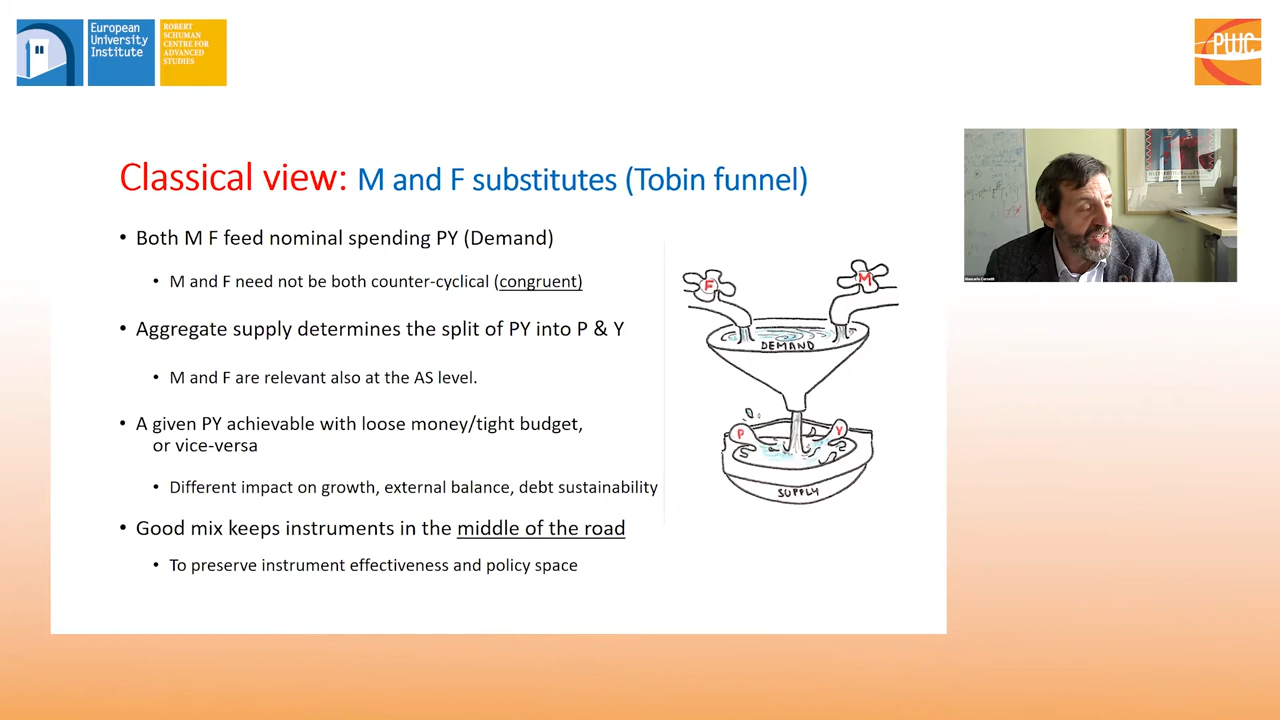 European
University
Institute
ROBERT
SCHUMAN
CENTRE FOR
ADVANCED
STUDIES
PWC
Classical view: M and F substitutes (Tobin funnel)
• Both M F feed nominal spending PY (Demand)
• M and F need not be both counter-cyclical (congruent)
• Aggregate supply determines the split of PY into P & Y
• M and F are relevant also at the AS level.
• A given PY achievable with loose money/tight budget,
or vice-versa
• Different impact on growth, external balance, debt sustainability
• Good mix keeps instruments in the middle of the road
• To preserve instrument effectiveness and policy space
F
M
DEMAND
P
Y
SUPPLY
Giancarlo Corsetti